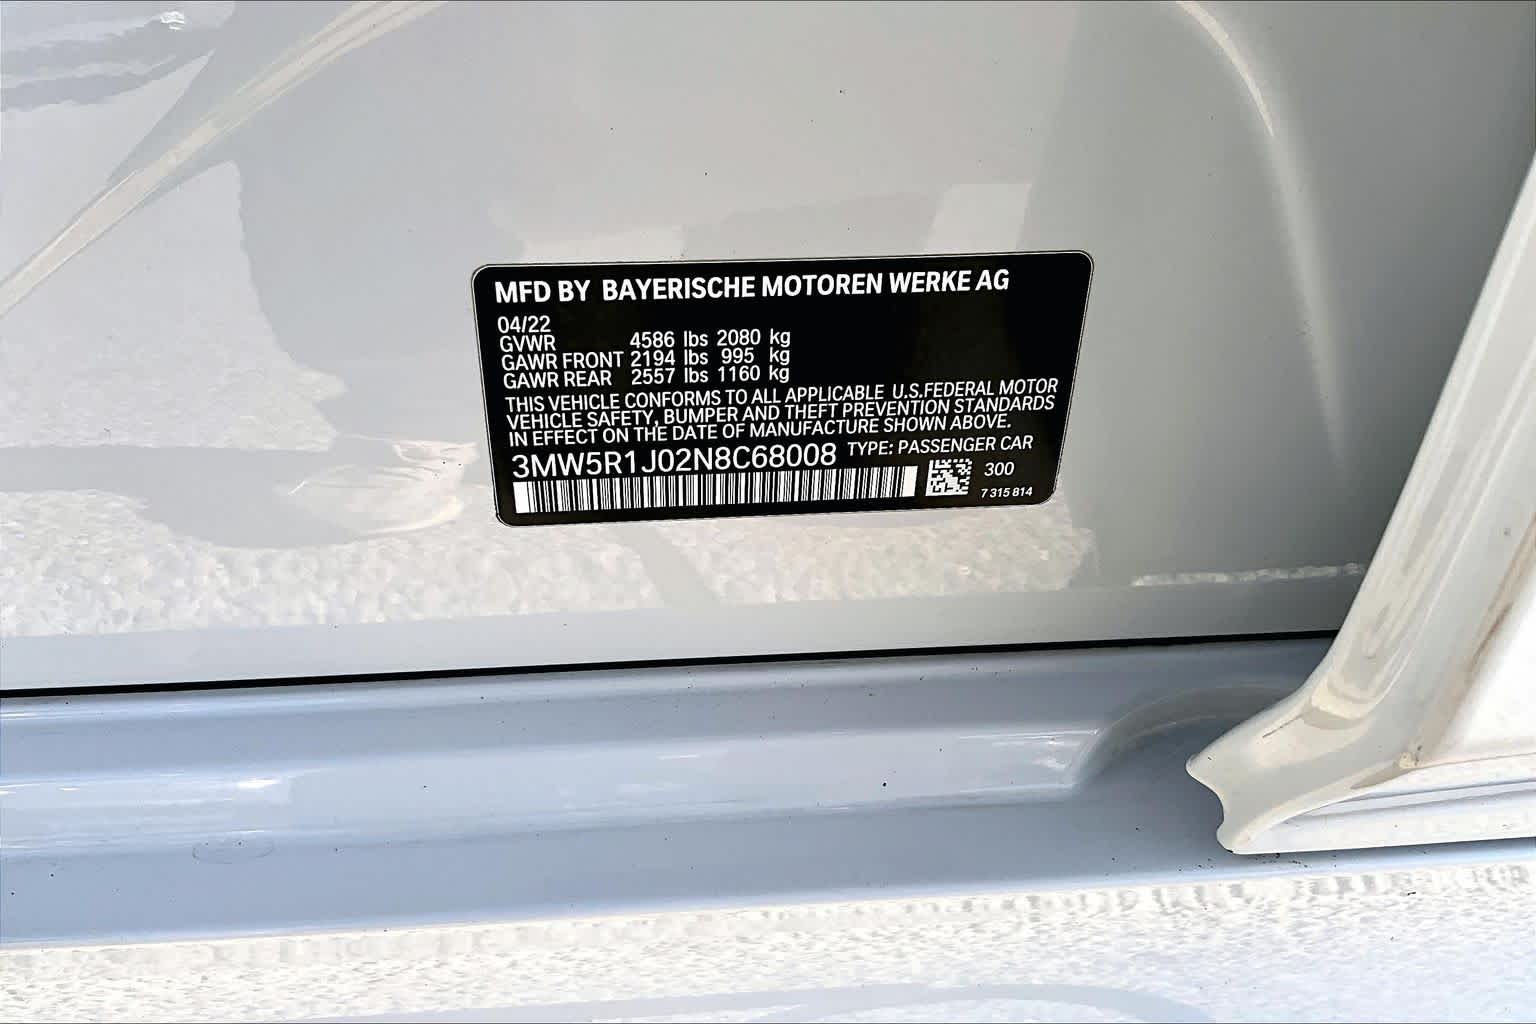 MFD BY BAYERISCHE MOTOREN WERKE AG
04/22
GVWR 4586 lbs 2080 kg
GAWR FRONT 2194 lbs 995 kg
GAWR REAR 2557 lbs 1160 kg
THIS VEHICLE CONFORMS TO ALL APPLICABLE U.S.FEDERAL MOTOR
VEHICLE SAFETY, BUMPER AND THEFT PREVENTION STANDARDS
IN EFFECT ON THE DATE OF MANUFACTURE SHOWN ABOVE.
3MW5R1J02N8C68008 TYPE: PASSENGER CAR
300
7 315 814